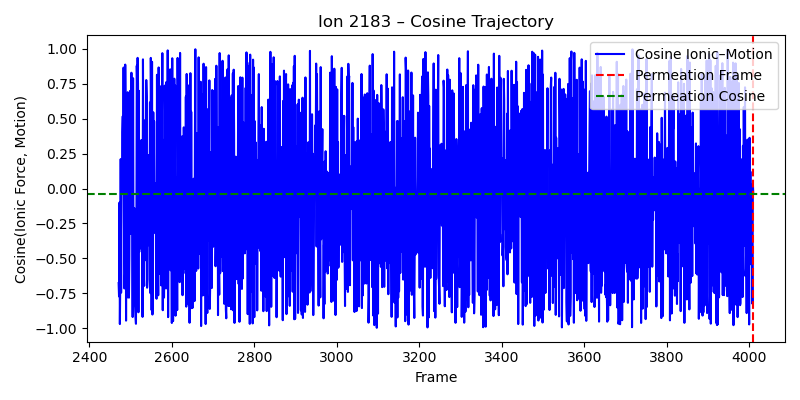 Ion 2183 – Cosine Trajectory
Cosine(Ionic Force, Motion)
1.00
0.75
0.50
0.25
0.00
−0.25
−0.50
−0.75
−1.00
Cosine Ionic–Motion
Permeation Frame
Permeation Cosine
2400 2600 2800 3000 3200 3400 3600 3800 4000
Frame